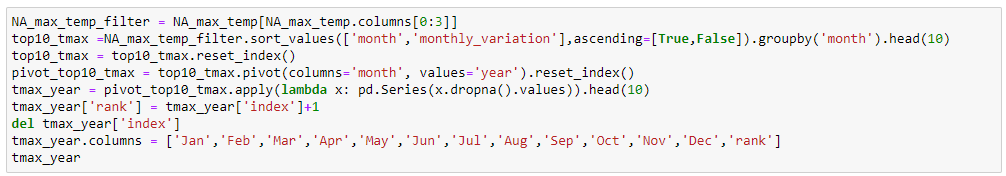 NA_max_temp_filter = NA_max_temp[NA_max_temp.columns[0:3]]
top10_tmax =NA_max_temp_filter.sort_values(['month','monthly_variation'],ascending=[True,False]).groupby('month').head(10)
top10_tmax = top10_tmax.reset_index()
pivot_top10_tmax = top10_tmax.pivot(columns='month', values='year').reset_index()
tmax_year = pivot_top10_tmax.apply(lambda x: pd.Series(x.dropna().values)).head(10)
tmax_year['rank'] = tmax_year['index']+1
del tmax_year['index']
tmax_year.columns = ['Jan','Feb','Mar','Apr','May','Jun','Jul','Aug','Sep','Oct','Nov','Dec','rank']
tmax_year